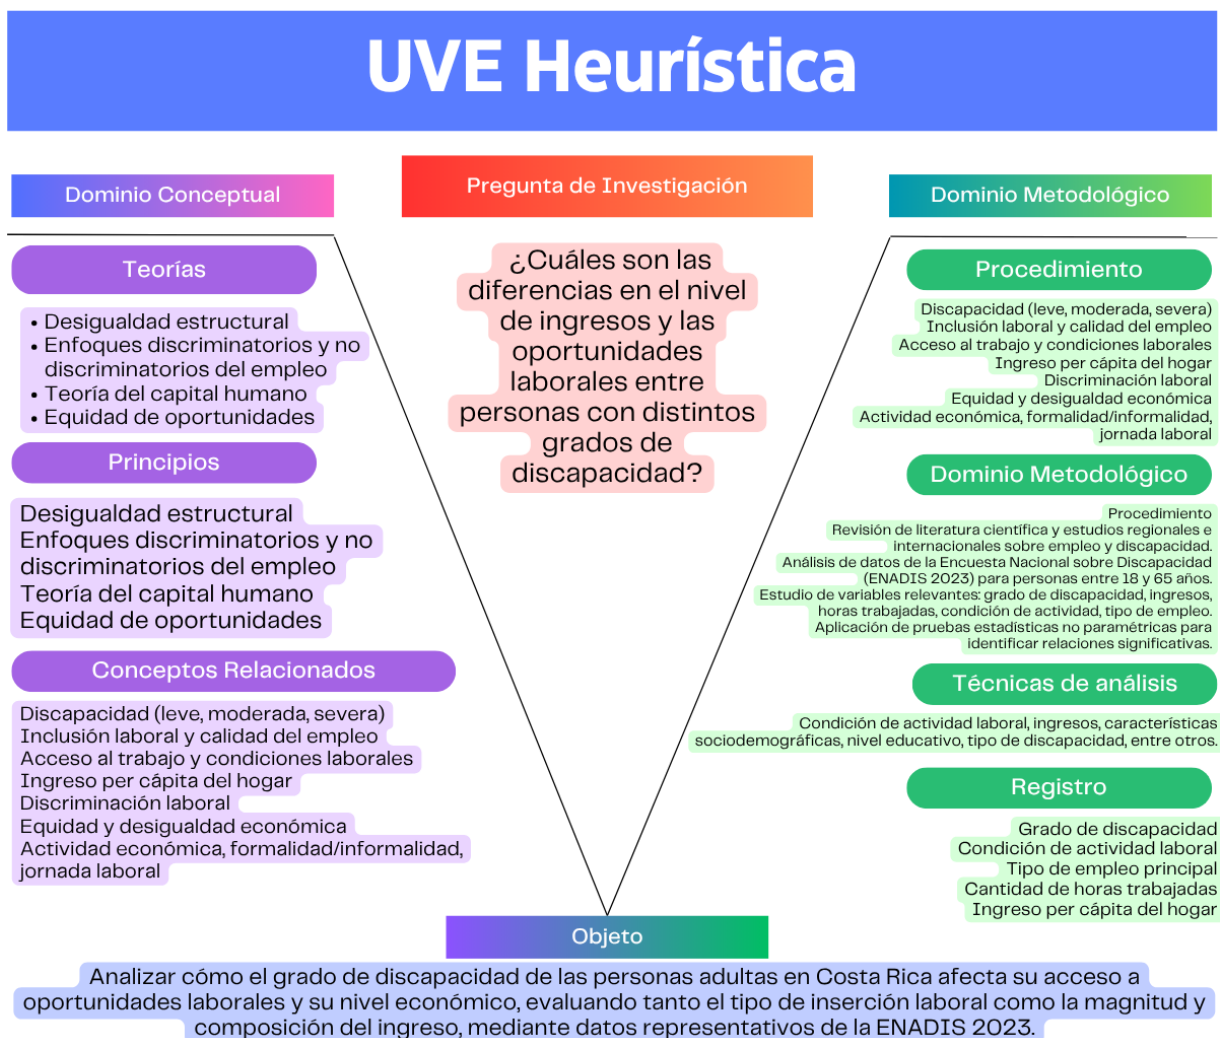 UVE Heurística
Dominio Conceptual
Teorías
• Desigualdad estructural
• Enfoques discriminatorios y no
discriminatorios del empleo
• Teoría del capital humano
• Equidad de oportunidades
Principios
Desigualdad estructural
Enfoques discriminatorios y no
discriminatorios del empleo
Teoría del capital humano
Equidad de oportunidades
Conceptos Relacionados
Discapacidad (leve, moderada, severa)
Inclusión laboral y calidad del empleo
Acceso al trabajo y condiciones laborales
Ingreso per cápita del hogar
Discriminación laboral
Equidad y desigualdad económica
Actividad económica, formalidad/informalidad,
jornada laboral
Pregunta de Investigación
¿Cuáles son las
diferencias en el nivel
de ingresos y las
oportunidades
laborales entre
personas con distintos
grados de
discapacidad?
Dominio Metodológico
Procedimiento
Discapacidad (leve, moderada, severa)
Inclusión laboral y calidad del empleo
Acceso al trabajo y condiciones laborales
Ingreso per cápita del hogar
Discriminación laboral
Equidad y desigualdad económica
Actividad económica, formalidad/informalidad,
jornada laboral
Dominio Metodológico
Procedimiento
Revisión de literatura científica y estudios regionales e
internacionales sobre empleo y discapacidad.
Análisis de datos de la Encuesta Nacional sobre Discapacidad
(ENADIS 2023) para personas entre 18 y 65 años.
Estudio de variables relevantes: grado de discapacidad, ingresos,
horas trabajadas, condición de actividad, tipo de empleo.
Aplicación de pruebas estadísticas no paramétricas para
identificar relaciones significativas.
Técnicas de análisis
Condición de actividad laboral, ingresos, características
sociodemográficas, nivel educativo, tipo de discapacidad, entre otros.
Registro
Grado de discapacidad
Condición de actividad laboral
Tipo de empleo principal
Cantidad de horas trabajadas
Ingreso per cápita del hogar
Objeto
Analizar cómo el grado de discapacidad de las personas adultas en Costa Rica afecta su acceso a
oportunidades laborales y su nivel económico, evaluando tanto el tipo de inserción laboral como la magnitud y
composición del ingreso, mediante datos representativos de la ENADIS 2023.